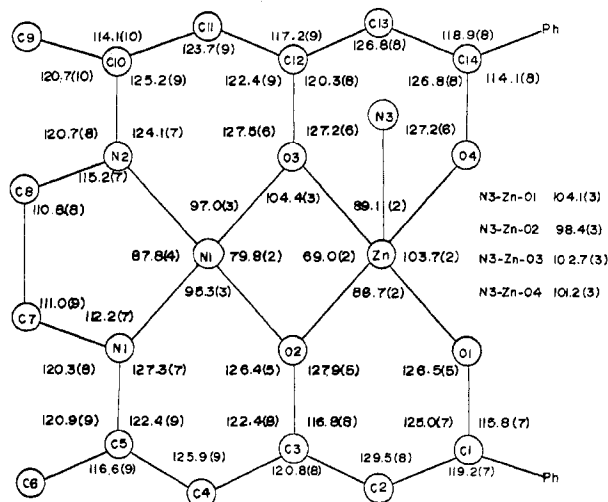 C11 C13
C9 114.1(10) 117.2(9) 118.9(8) Ph
123.7(9) 126.8(8)
C10 C12 C14
120.7(10) 125.2(9) 122.4(9) 120.3(8) 126.8(8) 114.1(8)
N3
120.7(8) 124.1(7) 127.5(6) 127.2(6) 127.2(6)
N2 O3 O4
115.2(7)
C8 97.0(3) 104.4(3) 89.1(2) N3-Zn-O1 104.1(3)
110.8(8)
N3-Zn-O2 98.4(3)
87.8(4) Ni 79.8(2) 69.0(2) Zn 103.7(2)
N3-Zn-O3 102.7(3)
95.3(3) 88.7(2) N3-Zn-O4 101.2(3)
111.0(9)
C7 112.2(7)
N1 O2 O1
120.3(8) 127.3(7) 126.4(5) 127.9(5) 126.5(5)
120.9(9) 122.4(9) 122.4(8) 116.8(8) 125.0(7) 115.8(7)
C5 C3 C1
116.6(9) 125.9(9) 120.8(8) 129.5(8) 119.2(7)
C6 C4 C2 Ph